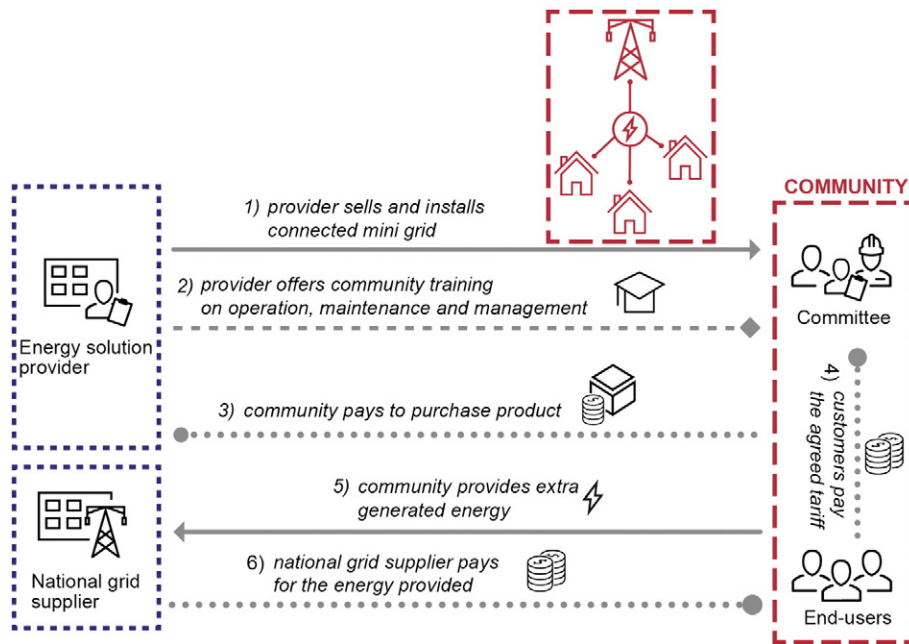 COMMUNITY
1) provider sells and installs
connected mini grid
2) provider offers community training
on operation, maintenance and management
Energy solution
provider
Committee
3) community pays to purchase product
4) customers pay
the agreed tariff
5) community provides extra
generated energy
6) national grid supplier pays
for the energy provided
National grid
supplier
End-users